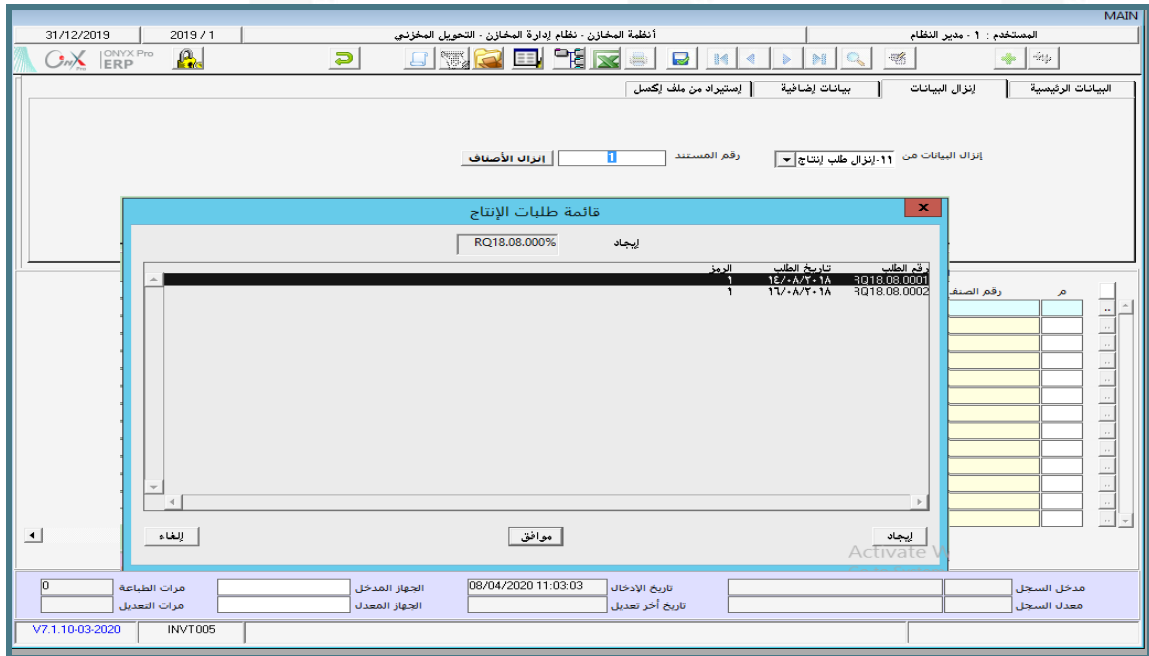 MAIN
المستخدم : ١ - مدير النظام
أنظمة المخازن - نظام إدارة المخازن - التحويل المخزني
2019 / 1
31/12/2019
ONYX Pro
ERP
البيانات الرئيسية
إنزال البيانات
بيانات إضافية
إستيراد من ملف إكسل
إنزال البيانات من
١١-إنزال طلب إنتاج
رقم المستند
1
إنزال الأصناف
قائمة طلبات الإنتاج
x
إيجاد
RQ18.08.000%
رقم الطلب تاريخ الطلب الرمز
RQ18.08.0001 ١٤/٠٨/٢٠١٨ ١
RQ18.08.0002 ١٦/٠٨/٢٠١٨ ١
م رقم الصنف
إيجاد
موافق
إلغاء
Activate W
مدخل السجل
تاريخ الإدخال 08/04/2020 11:03:03
الجهاز المدخل
مرات الطباعة 0
معدل السجل
تاريخ أخر تعديل
الجهاز المعدل
مرات التعديل
V7.1.10-03-2020 INVT005